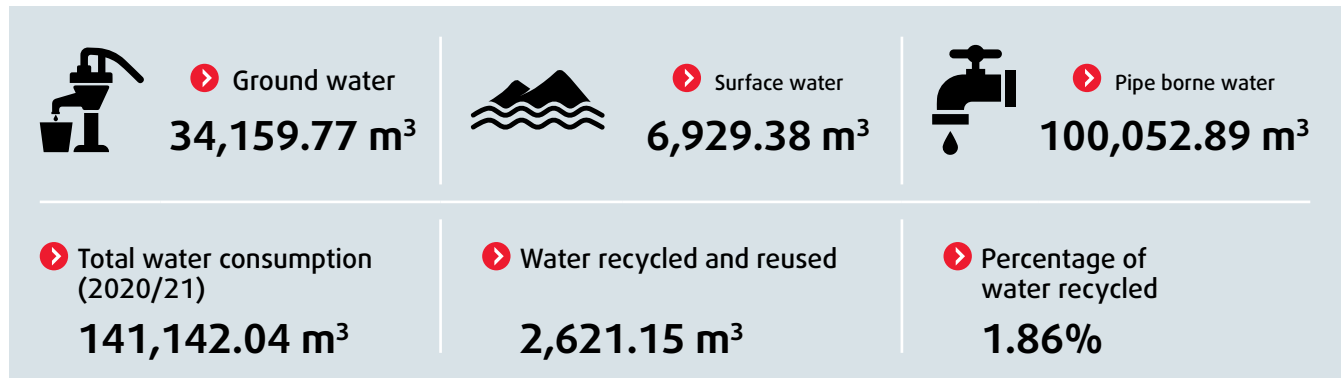 Ground water
34,159.77 m³
Surface water
6,929.38 m³
Pipe borne water
100,052.89 m³
Total water consumption
(2020/21)
141,142.04 m³
Water recycled and reused
2,621.15 m³
Percentage of
water recycled
1.86%